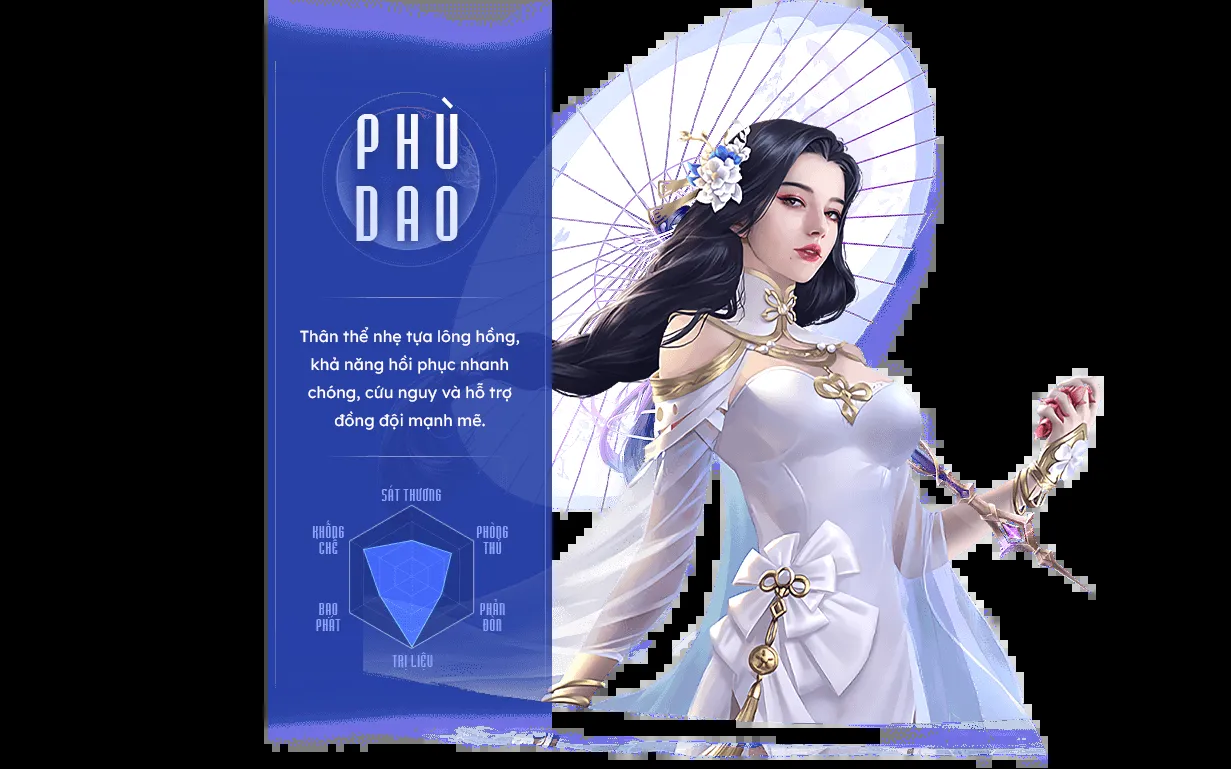 PHÙ
DAO
Thân thể nhẹ tựa lông hồng,
khả năng hồi phục nhanh
chóng, cứu nguy và hỗ trợ
đồng đội mạnh mẽ.
SÁT THƯƠNG
KHỐNG
CHẾ
PHÒNG
THỦ
BẠO
PHÁT
PHẢN
ĐÒN
TRỊ LIỆU